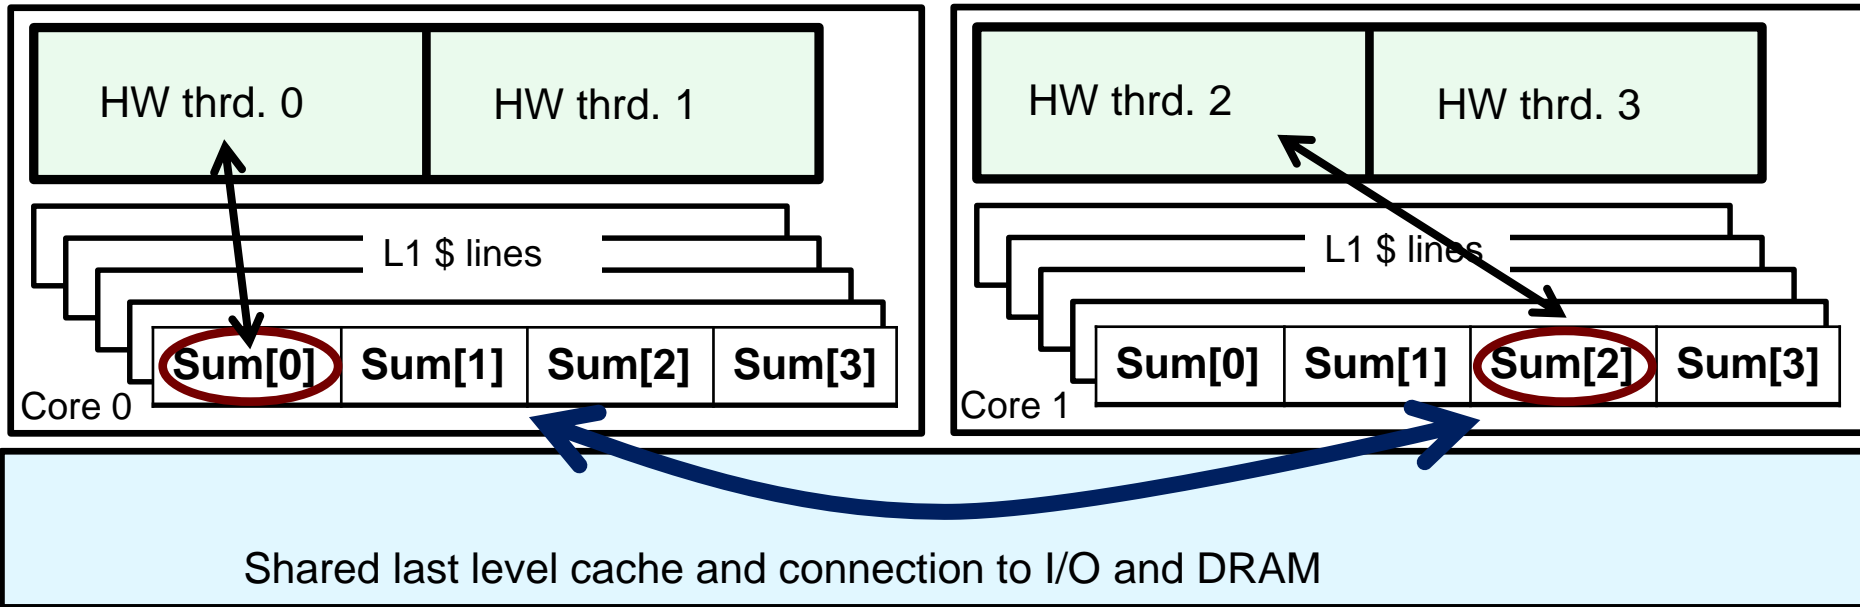 HW thrd. 0
HW thrd. 1
L1 $ lines
Sum[0] Sum[1] Sum[2] Sum[3]
Core 0
HW thrd. 2
HW thrd. 3
L1 $ lines
Sum[0] Sum[1] Sum[2] Sum[3]
Core 1
Shared last level cache and connection to I/O and DRAM